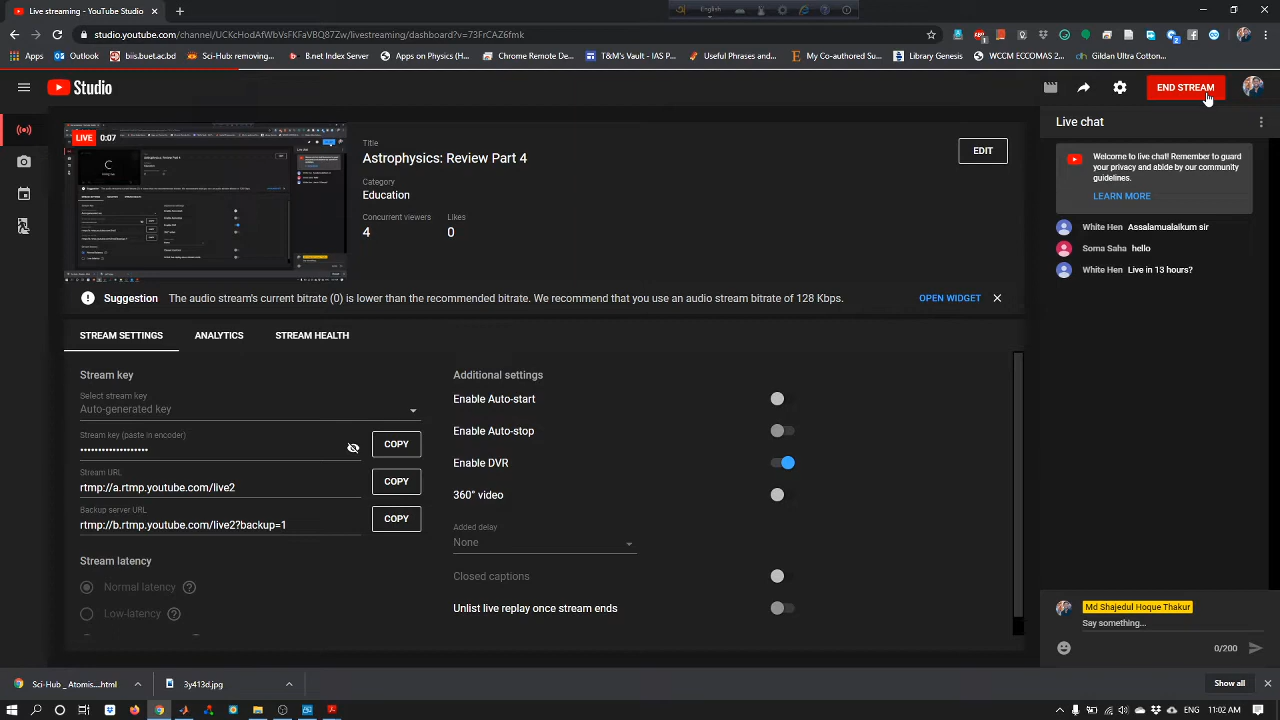 Live streaming - YouTube Studio
English
studio.youtube.com/channel/UCKcHodAfWbVsFKFaVBQ87Zw/livestreaming/dashboard?v=73FrCAZ6fmk
Apps
Outlook
biis.buet.ac.bd
Sci-Hub removing...
Apps on Physics (H...
Chrome Remote De...
T&M's Vault - IAS P...
Useful Phrases and...
My Co-authored Su...
Library Genesis
WCCM ECCOMAS 2...
Gildan Ultra Cotton...
Studio
END STREAM
LIVE 0:07
Title
Astrophysics: Review Part 4
EDIT
Category
Education
Concurrent viewers
4
Likes
0
Suggestion The audio stream's current bitrate (0) is lower than the recommended bitrate. We recommend that you use an audio stream bitrate of 128 Kbps.
OPEN WIDGET
STREAM SETTINGS
ANALYTICS
STREAM HEALTH
Stream key
Select stream key
Auto-generated key
Stream key (paste in encoder)
COPY
Stream URL
rtmp://a.rtmp.youtube.com/live2
COPY
Backup server URL
rtmp://b.rtmp.youtube.com/live2?backup=1
COPY
Stream latency
Normal latency
Low-latency
Additional settings
Enable Auto-start
Enable Auto-stop
Enable DVR
360° video
Added delay
None
Closed captions
Unlist live replay once stream ends
Live chat
Welcome to live chat! Remember to guard
your privacy and abide by our community
guidelines.
LEARN MORE
White Hen Assalamualaikum sir
Soma Saha hello
White Hen Live in 13 hours?
Md Shajedul Hoque Thakur
Say something...
0/200
Sci-Hub _ Atomis....html
3y413d.jpg
Show all
ENG
11:02 AM